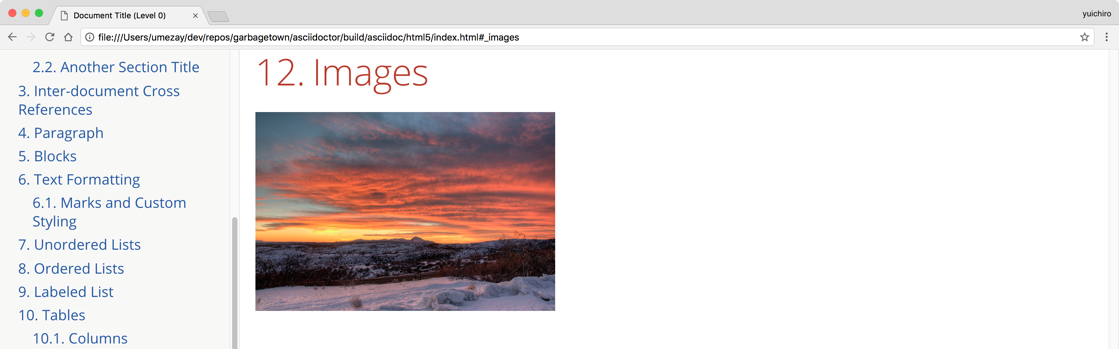 Document Title (Level 0)
yuichiro
file:///Users/umezay/dev/repos/garbagetown/asciidoctor/build/asciidoc/html5/index.html#_images
2.2. Another Section Title
3. Inter-document Cross
References
4. Paragraph
5. Blocks
6. Text Formatting
6.1. Marks and Custom
Styling
7. Unordered Lists
8. Ordered Lists
9. Labeled List
10. Tables
10.1. Columns
12. Images